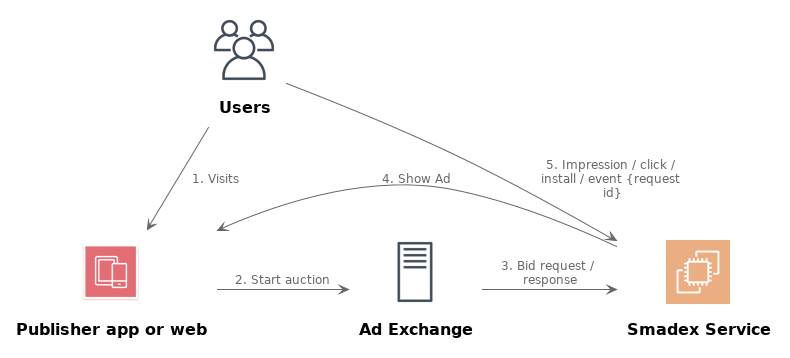 Users
1. Visits
4. Show Ad
5. Impression / click /
install / event {request
id}
2. Start auction
3. Bid request /
response
Publisher app or web
Ad Exchange
Smadex Service